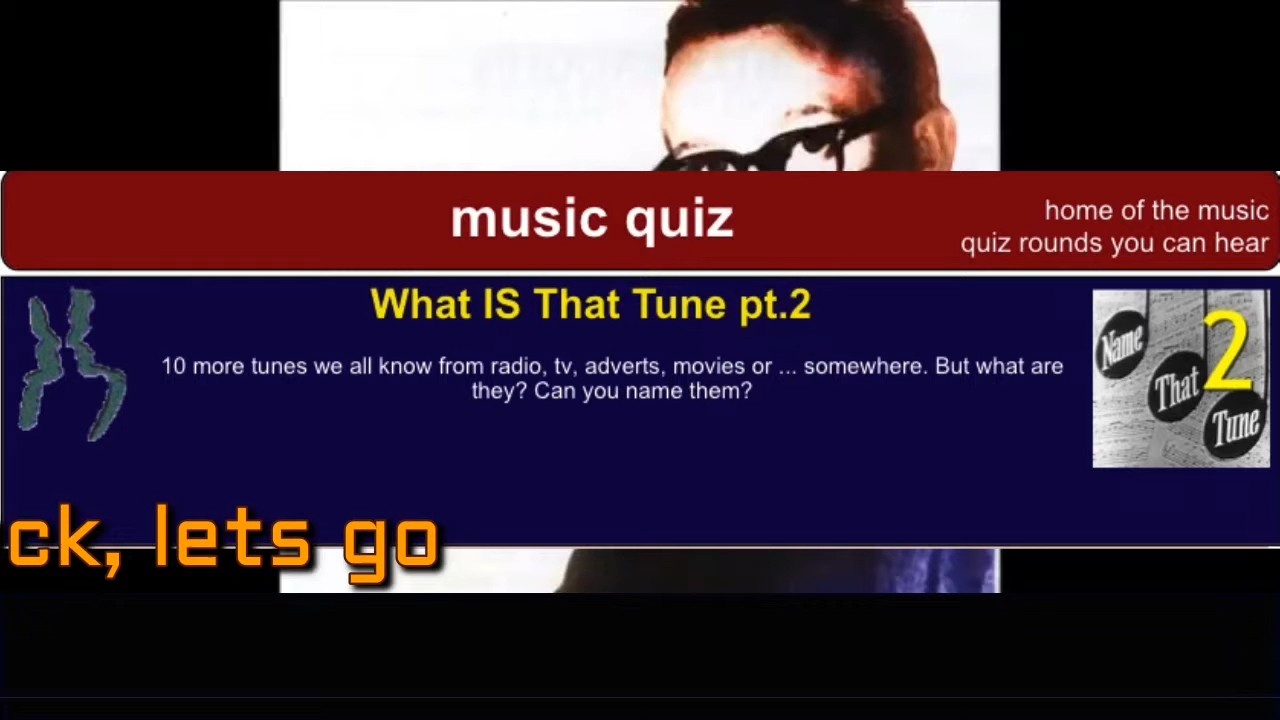 music quiz
home of the music
quiz rounds you can hear
What IS That Tune pt.2
10 more tunes we all know from radio, tv, adverts, movies or ... somewhere. But what are
they? Can you name them?
Name
That
Tune
2
ck, lets go